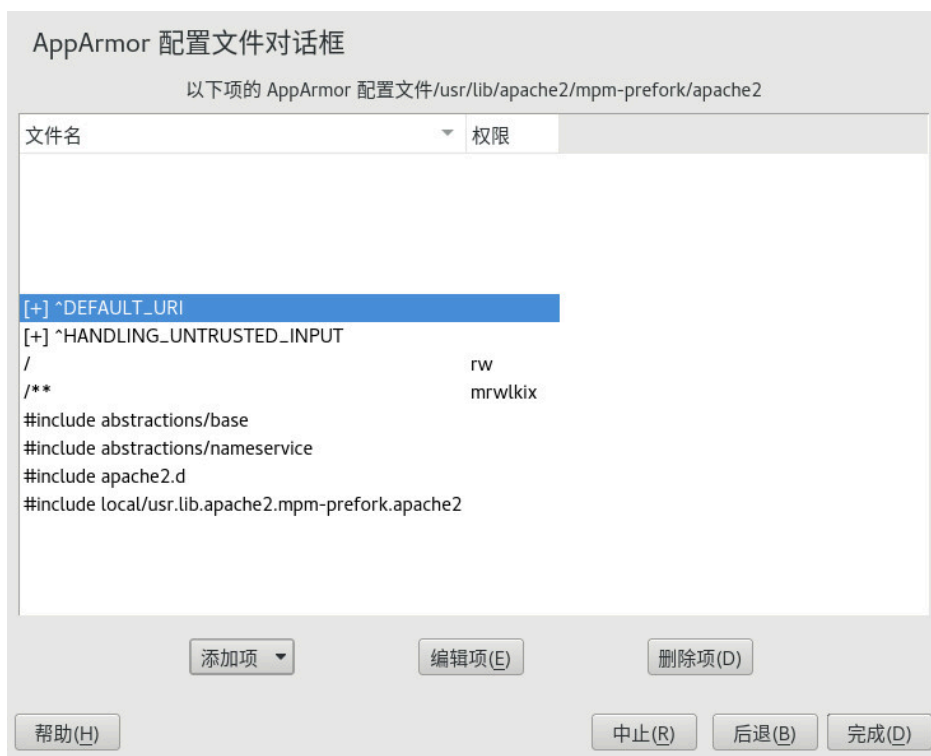 AppArmor 配置文件对话框
以下项的 AppArmor 配置文件/usr/lib/apache2/mpm-prefork/apache2
文件名 权限
[+] ^DEFAULT_URI
[+] ^HANDLING_UNTRUSTED_INPUT
/ rw
/** mrwlkix
#include abstractions/base
#include abstractions/nameservice
#include apache2.d
#include local/usr.lib.apache2.mpm-prefork.apache2
添加项 编辑项(E) 删除项(D)
帮助(H) 中止(R) 后退(B) 完成(D)